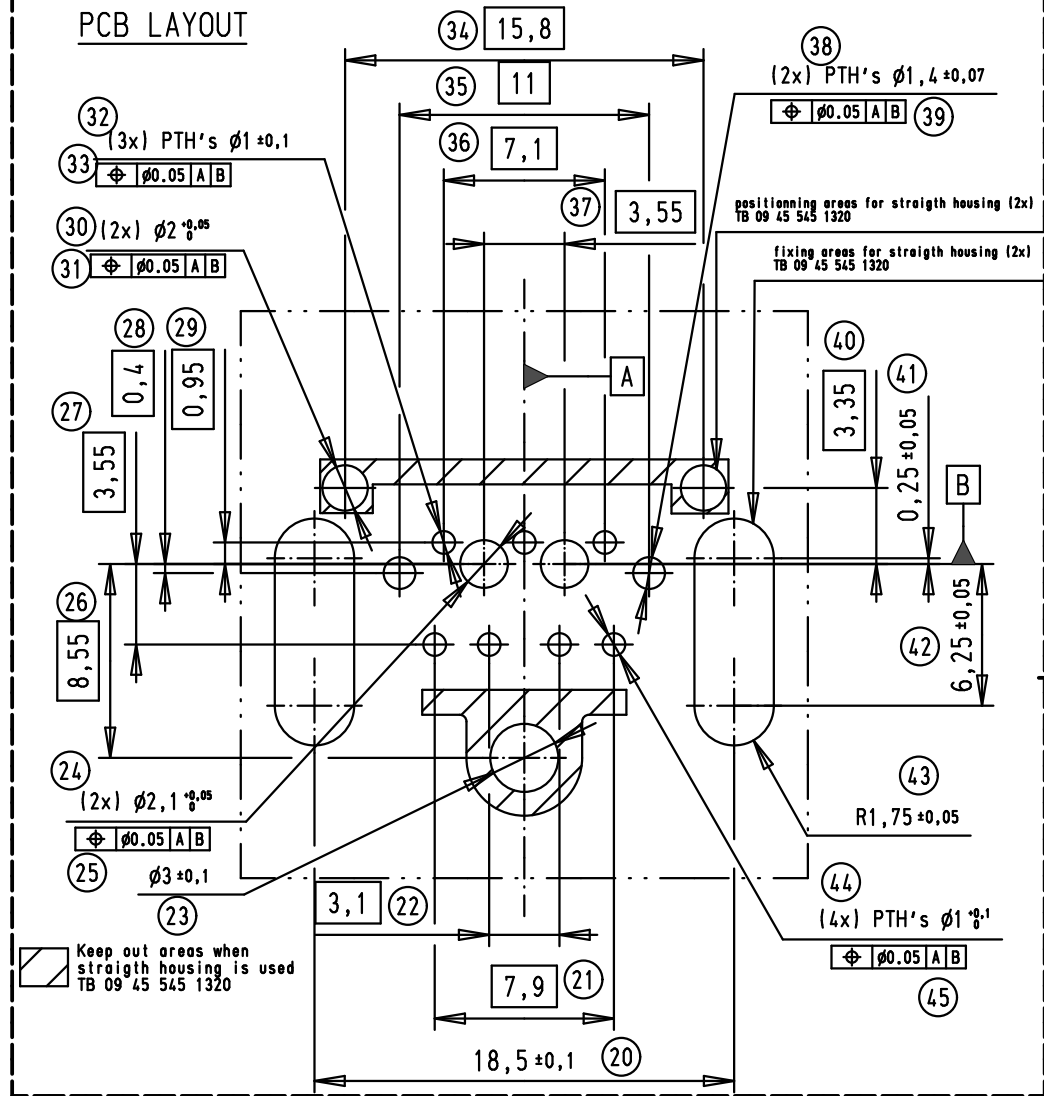 PCB LAYOUT
34 15,8
35 11
36 7,1
37 3,55
38
(2x) PTH's ø1,4 ±0,07
⌖ ø0.05 A B 39
32
(3x) PTH's ø1 ±0,1
33 ⌖ ø0.05 A B
30 (2x) ø2 +0,05 0
31 ⌖ ø0.05 A B
positionning areas for straigth housing (2x)
TB 09 45 545 1320
fixing areas for straigth housing (2x)
TB 09 45 545 1320
28 0,4
29 0,95
27 3,55
A
40 3,35
41 0,25 ±0,05
B
26 8,55
42 6,25 ±0,05
24
(2x) ø2,1 +0,05 0
⌖ ø0.05 A B
25
ø3 ±0,1
23
43
R1,75 ±0,05
44
(4x) PTH's ø1 +0,1 0
⌖ ø0.05 A B
45
3,1 22
Keep out areas when
straigth housing is used
TB 09 45 545 1320
7,9 21
18,5 ±0,1 20